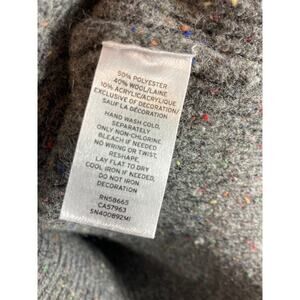 50% POLYESTER
40% WOOL/LAINE
10% ACRYLIC/ACRYLIQUE
EXCLUSIVE OF DECORATION/
SAUF LA DÉCORATION
HAND WASH COLD,
SEPARATELY
ONLY NON-CHLORINE
BLEACH IF NEEDED
NO WRING OR TWIST,
RESHAPE,
LAY FLAT TO DRY
COOL IRON IF NEEDED,
DO NOT IRON
DECORATION
RN58665
CA57963
SN400892MI